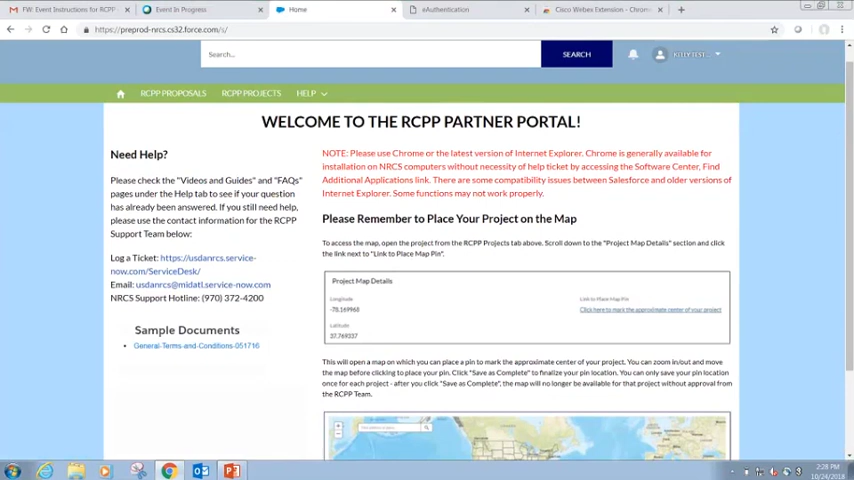 FW: Event Instructions for RCPP
Event In Progress
Home
eAuthentication
Cisco Webex Extension - Chrom
https://preprod-nrcs.cs32.force.com/s/
Search...
SEARCH
KELLY TEST...
RCPP PROPOSALS
RCPP PROJECTS
HELP
WELCOME TO THE RCPP PARTNER PORTAL!
Need Help?
Please check the "Videos and Guides" and "FAQs"
pages under the Help tab to see if your question
has already been answered. If you still need help,
please use the contact information for the RCPP
Support Team below:
Log a Ticket: https://usdanrcs.service-
now.com/ServiceDesk/
Email: usdanrcs@midatl.service-now.com
NRCS Support Hotline: (970) 372-4200
Sample Documents
General-Terms-and-Conditions-051716
NOTE: Please use Chrome or the latest version of Internet Explorer. Chrome is generally available for
installation on NRCS computers without necessity of help ticket by accessing the Software Center, Find
Additional Applications link. There are some compatibility issues between Salesforce and older versions of
Internet Explorer. Some functions may not work properly.
Please Remember to Place Your Project on the Map
To access the map, open the project from the RCPP Projects tab above. Scroll down to the "Project Map Details" section and click
the link next to "Link to Place Map Pin".
Project Map Details
Longitude
-78.169968
Link to Place Map Pin
Click here to mark the approximate center of your project
Latitude
37.769337
This will open a map on which you can place a pin to mark the approximate center of your project. You can zoom in/out and move
the map before clicking to place your pin. Click "Save as Complete" to finalize your pin location. You can only save your pin location
once for each project - after you click "Save as Complete", the map will no longer be available for that project without approval from
the RCPP Team.
2:28 PM
10/24/2018